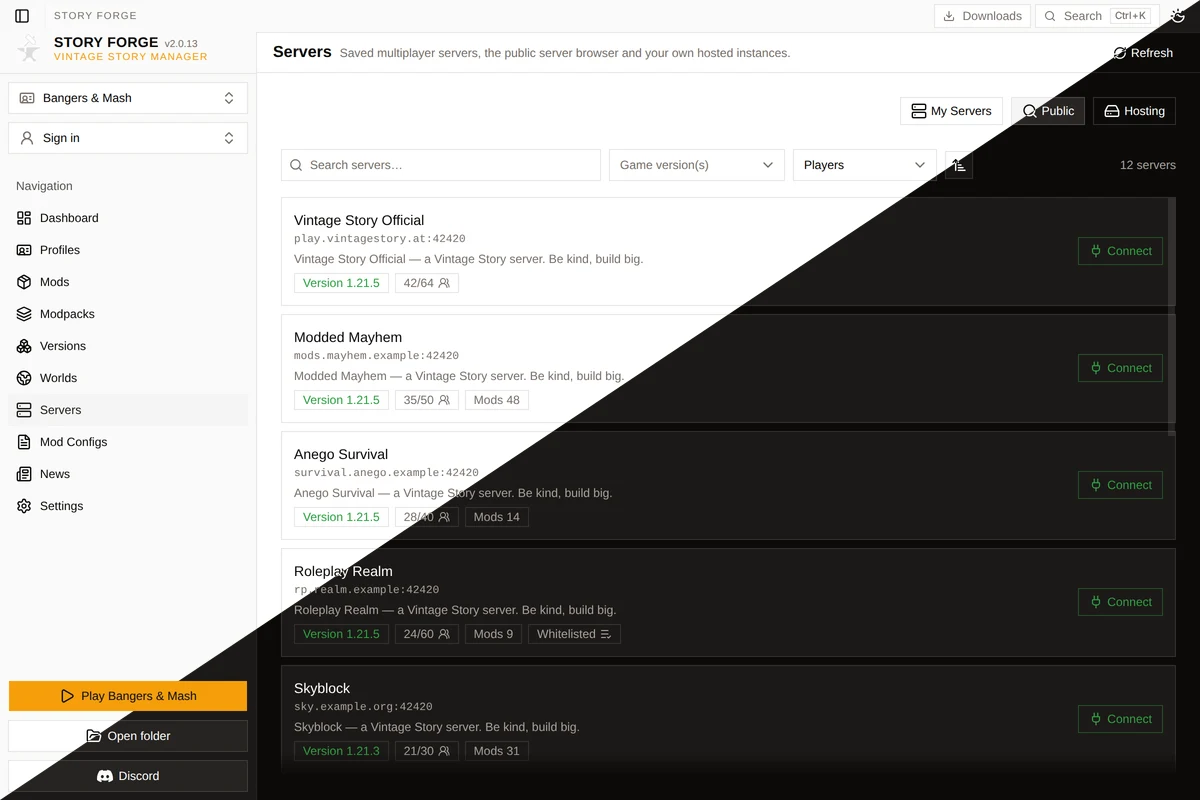 STORY FORGE
Downloads
Search Ctrl+K
STORY FORGE v2.0.13
VINTAGE STORY MANAGER
Servers Saved multiplayer servers, the public server browser and your own hosted instances.
Refresh
Bangers & Mash
Sign in
My Servers
Public
Hosting
Search servers…
Game version(s)
Players
12 servers
Navigation
Dashboard
Profiles
Mods
Modpacks
Versions
Worlds
Servers
Mod Configs
News
Settings
Vintage Story Official
play.vintagestory.at:42420
Vintage Story Official — a Vintage Story server. Be kind, build big.
Version 1.21.5 42/64
Connect
Modded Mayhem
mods.mayhem.example:42420
Modded Mayhem — a Vintage Story server. Be kind, build big.
Version 1.21.5 35/50 Mods 48
Connect
Anego Survival
survival.anego.example:42420
Anego Survival — a Vintage Story server. Be kind, build big.
Version 1.21.5 28/40 Mods 14
Connect
Roleplay Realm
rp.realm.example:42420
Roleplay Realm — a Vintage Story server. Be kind, build big.
Version 1.21.5 24/60 Mods 9 Whitelisted
Connect
Skyblock
sky.example.org:42420
Skyblock — a Vintage Story server. Be kind, build big.
Version 1.21.3 21/30 Mods 31
Connect
Play Bangers & Mash
Open folder
Discord